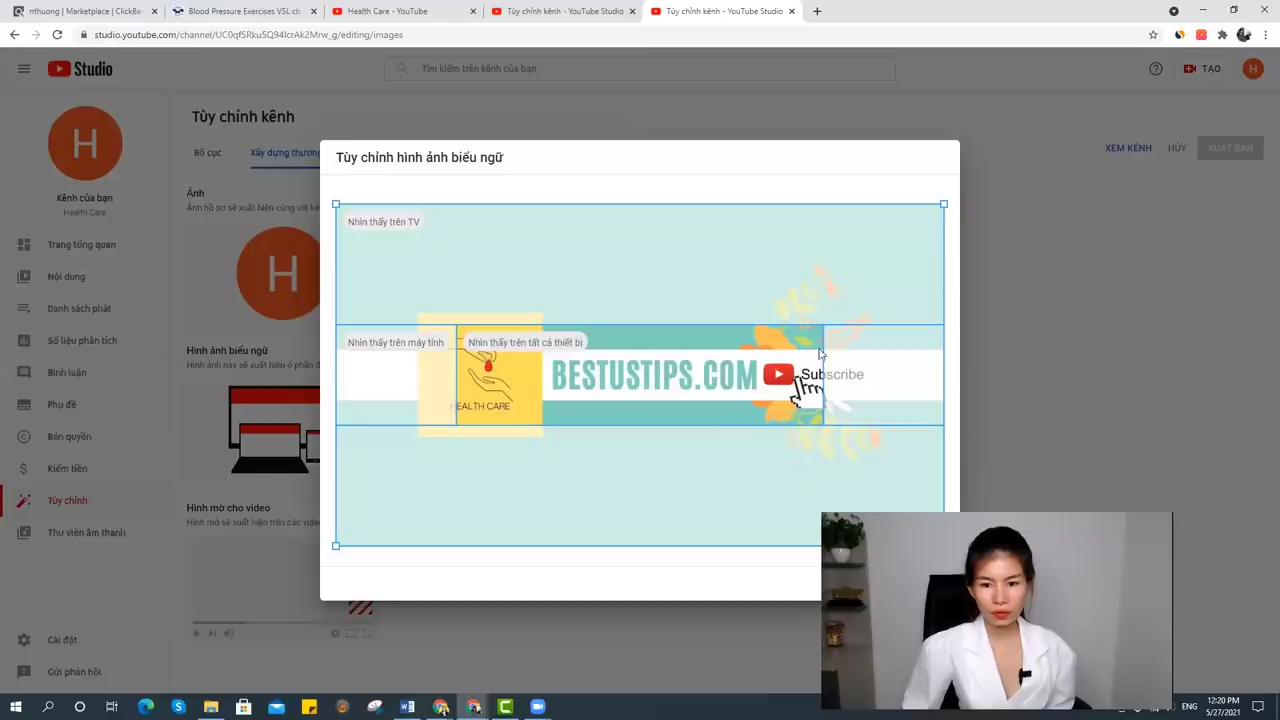 nthuong | Marketplace | ClickBa
Blood Pressure Exercises VSL cb
Health Care - YouTube
Tùy chỉnh kênh - YouTube Studio
Tùy chỉnh kênh - YouTube Studio
studio.youtube.com/channel/UC0qfSRku5Q94IcrAk2Mrw_g/editing/images
Studio
Tìm kiếm trên kênh của bạn
TẠO
H
H
Kênh của bạn
Health Care
Trang tổng quan
Nội dung
Danh sách phát
Số liệu phân tích
Bình luận
Phụ đề
Bản quyền
Kiếm tiền
Tùy chỉnh
Thư viện âm thanh
Cài đặt
Gửi phản hồi
Tùy chỉnh kênh
Bố cục
Xây dựng thương
XEM KÊNH
HỦY
XUẤT BẢN
Ảnh
Ảnh hồ sơ sẽ xuất hiện cùng với kê
H
Hình ảnh biểu ngữ
Hình ảnh này sẽ xuất hiện ở phần đ
Hình mờ cho video
Hình mờ sẽ xuất hiện trên các video
Tùy chỉnh hình ảnh biểu ngữ
Nhìn thấy trên TV
Nhìn thấy trên máy tính
Nhìn thấy trên tất cả thiết bị
BESTUSTIPS.COM
Subscribe
HEALTH CARE
ENG
12:20 PM
5/27/2021